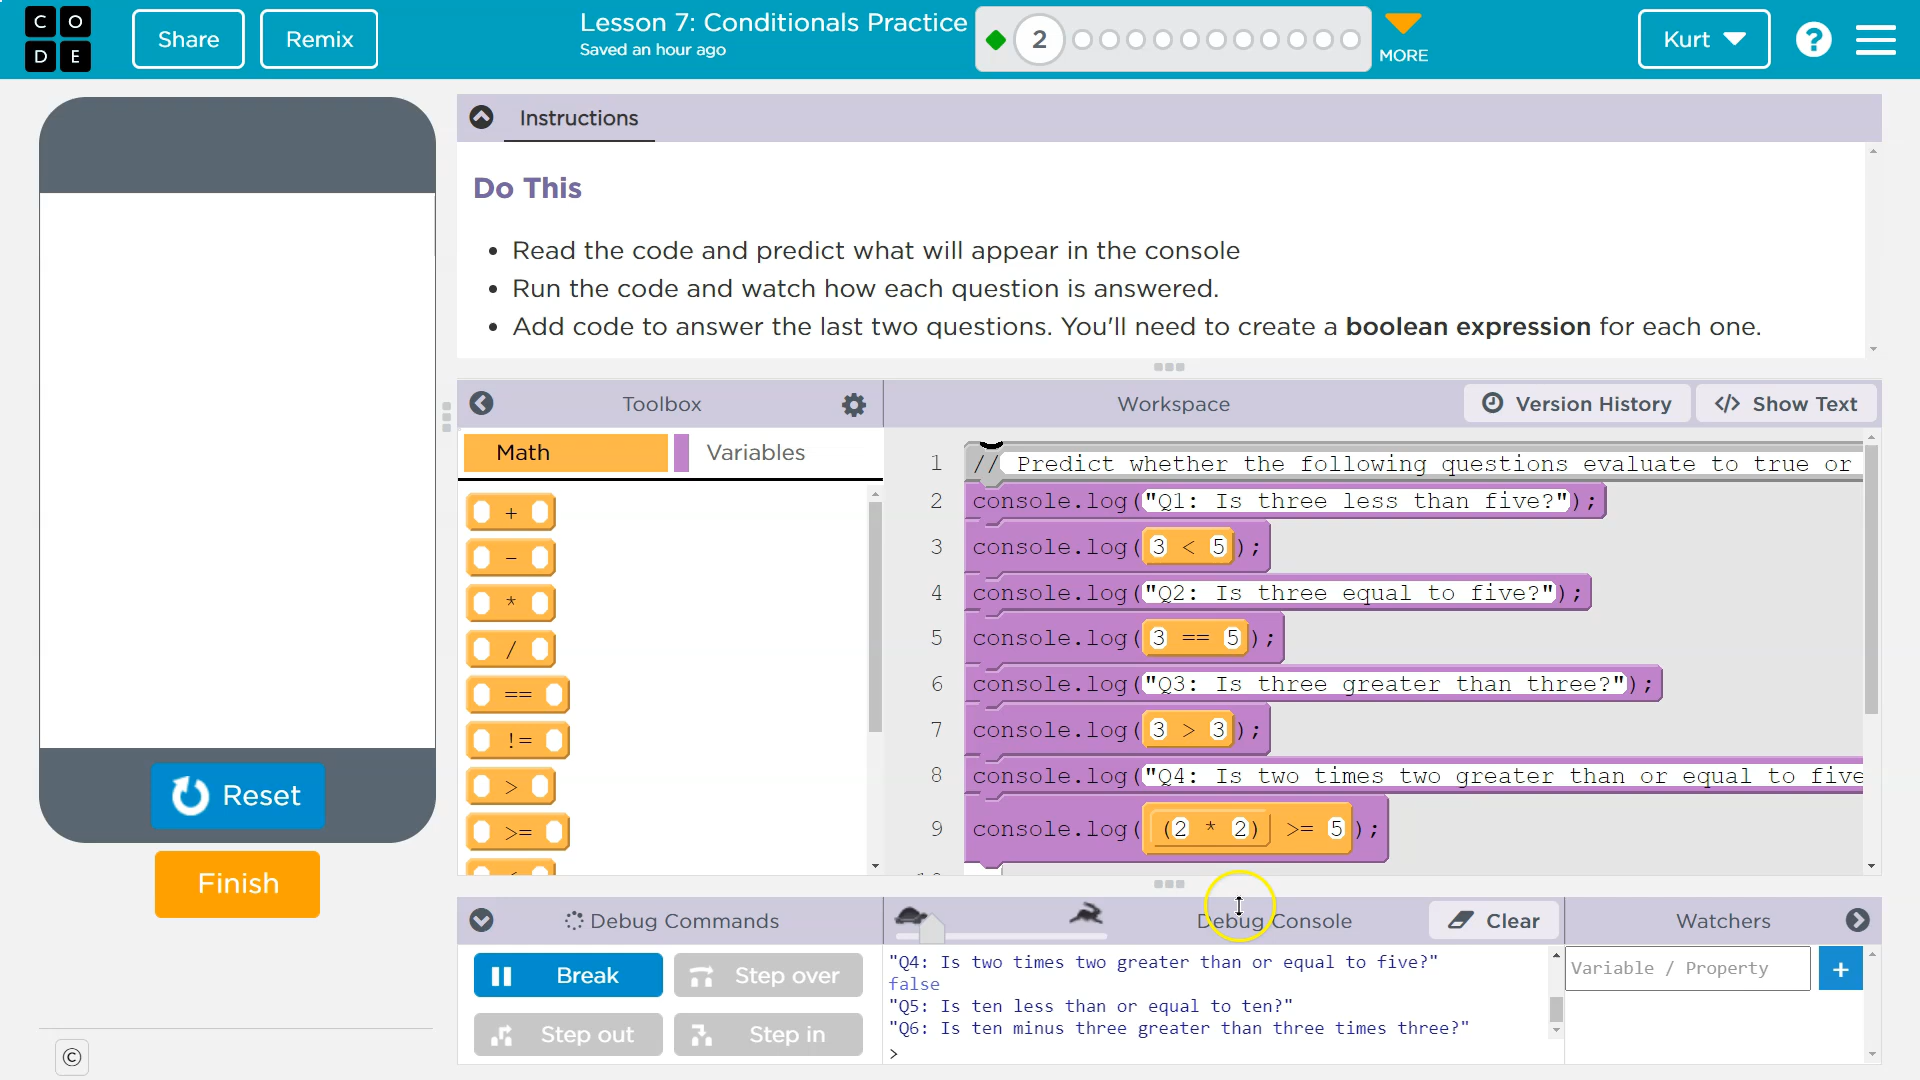 C O
D E
Share
Remix
Lesson 7: Conditionals Practice
Saved an hour ago
2
MORE
Kurt
?
Instructions
Do This
• Read the code and predict what will appear in the console
• Run the code and watch how each question is answered.
• Add code to answer the last two questions. You'll need to create a boolean expression for each one.
Toolbox
Workspace
Version History
</> Show Text
Math
Variables
+
-
*
/
==
!=
>
>=
1 // Predict whether the following questions evaluate to true or
2 console.log("Q1: Is three less than five?");
3 console.log(3 < 5);
4 console.log("Q2: Is three equal to five?");
5 console.log(3 == 5);
6 console.log("Q3: Is three greater than three?");
7 console.log(3 > 3);
8 console.log("Q4: Is two times two greater than or equal to five
9 console.log((2 * 2) >= 5);
Reset
Finish
Debug Commands
Debug Console
Clear
Watchers
Break
Step over
Step out
Step in
"Q4: Is two times two greater than or equal to five?"
false
"Q5: Is ten less than or equal to ten?"
"Q6: Is ten minus three greater than three times three?"
>
Variable / Property
+
©